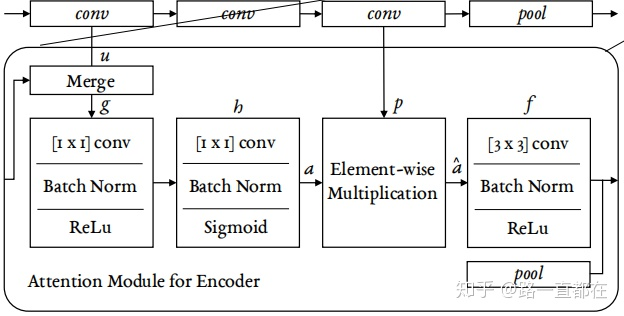 conv conv conv pool
u
Merge
g h p f
[1 x 1] conv [1 x 1] conv [3 x 3] conv
Element-wise
Multiplication
a â
Batch Norm Batch Norm Batch Norm
ReLu Sigmoid ReLu
Attention Module for Encoder
pool
知乎 @路一直都在